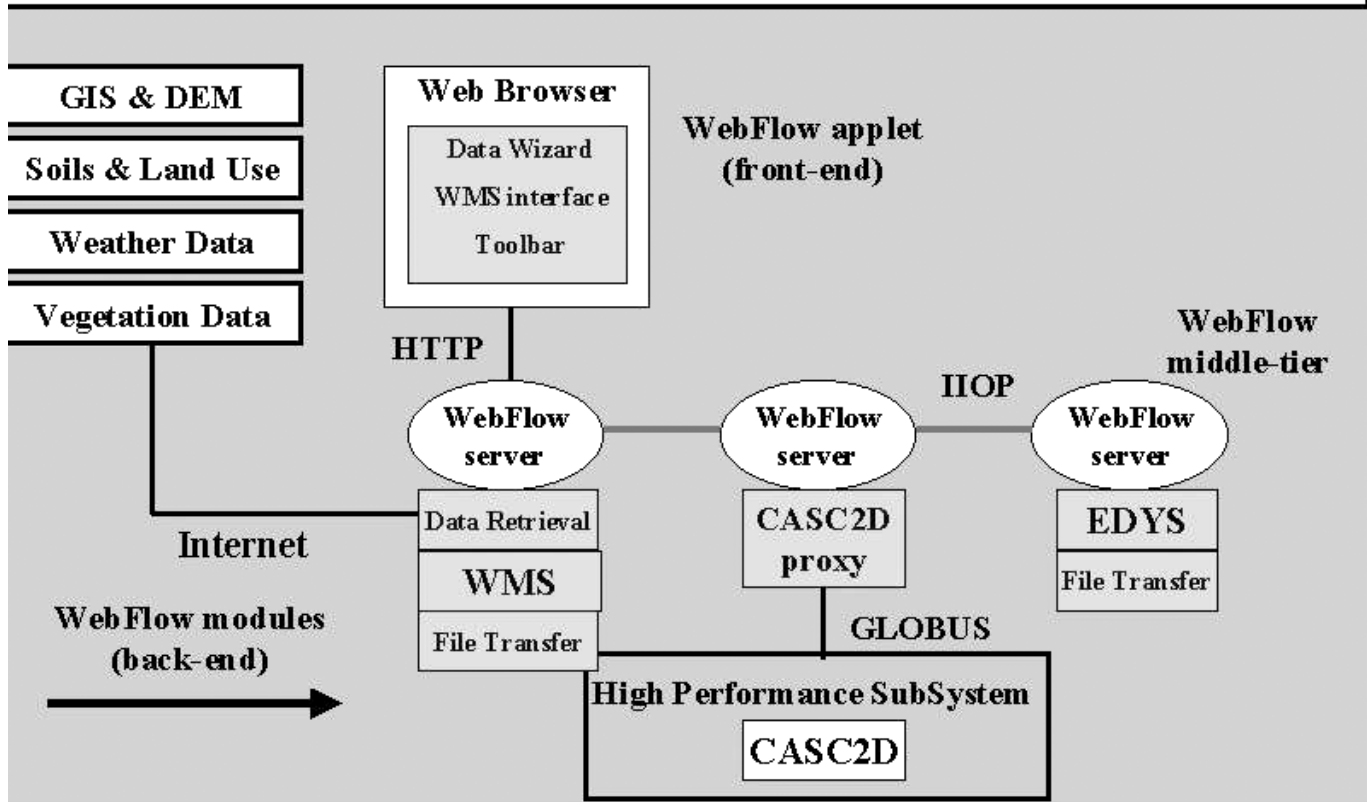 GIS & DEM
Soils & Land Use
Weather Data
Vegetation Data
Web Browser
Data Wizard
WMS interface
Toolbar
WebFlow applet
(front-end)
HTTP
WebFlow
middle-tier
IIOP
WebFlow
server
WebFlow
server
WebFlow
server
Internet
Data Retrieval
WMS
File Transfer
CASC2D
proxy
EDYS
File Transfer
WebFlow modules
(back-end)
GLOBUS
High Performance SubSystem
CASC2D